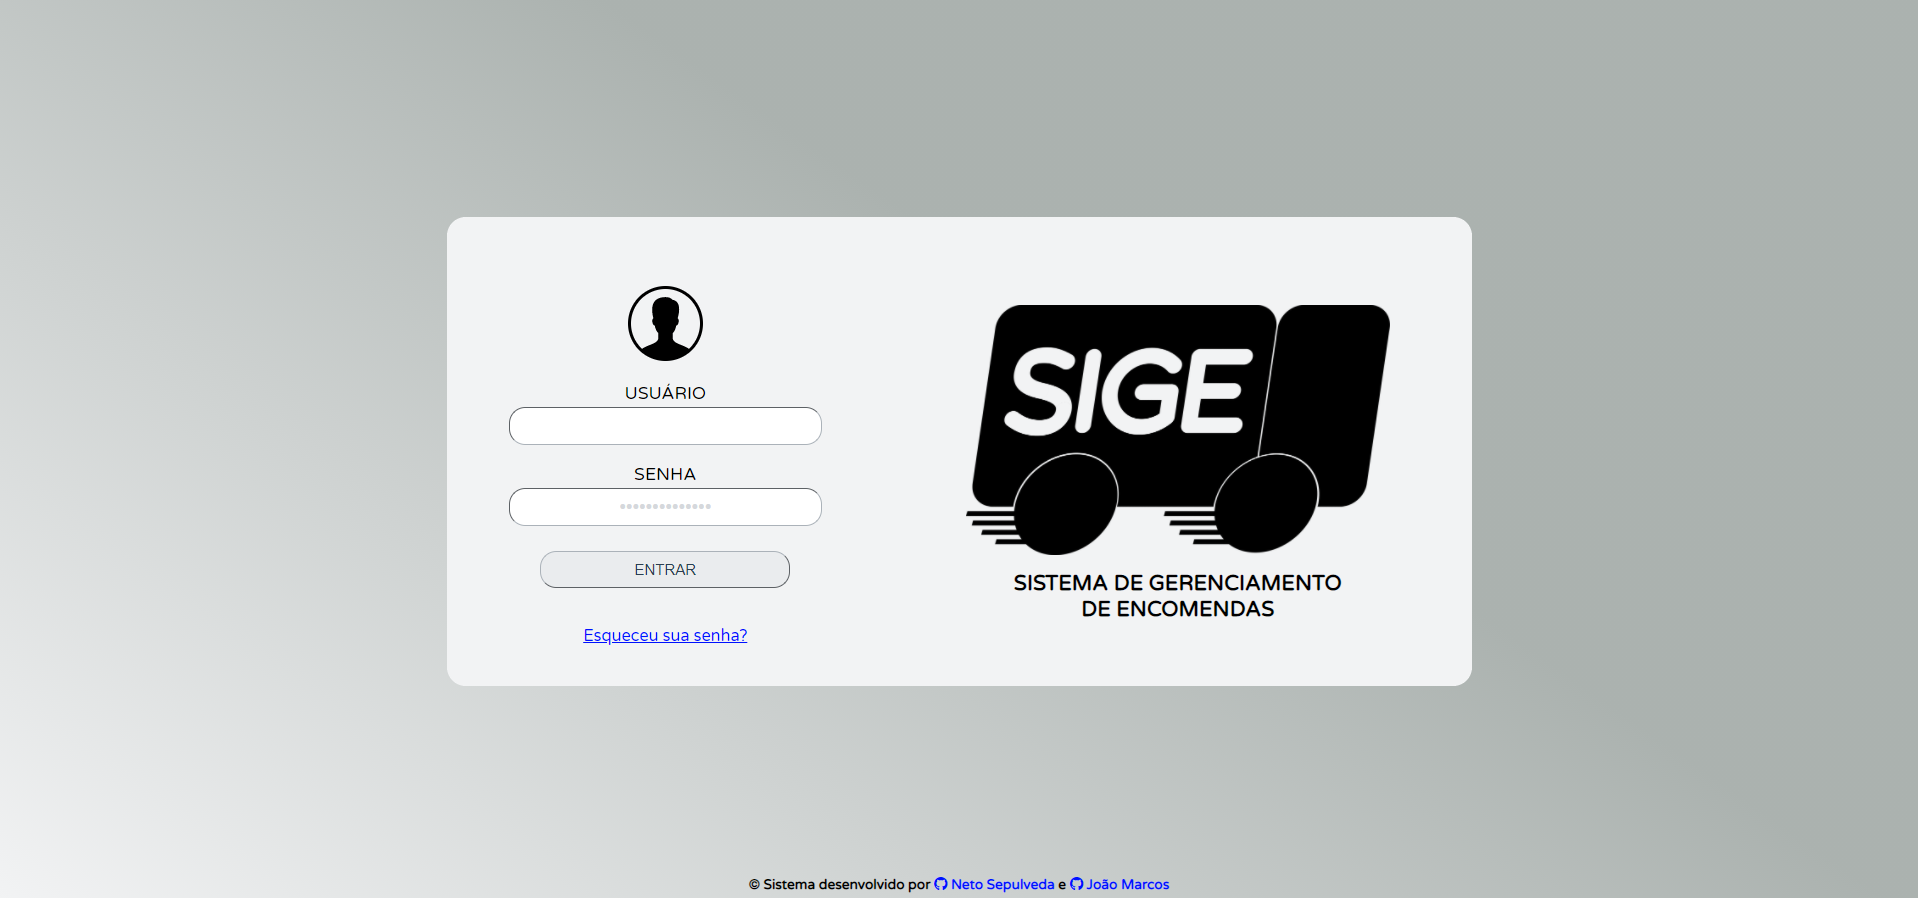 USUÁRIO
SENHA
ENTRAR
Esqueceu sua senha?
SIGE
SISTEMA DE GERENCIAMENTO
DE ENCOMENDAS
© Sistema desenvolvido por Neto Sepulveda e João Marcos